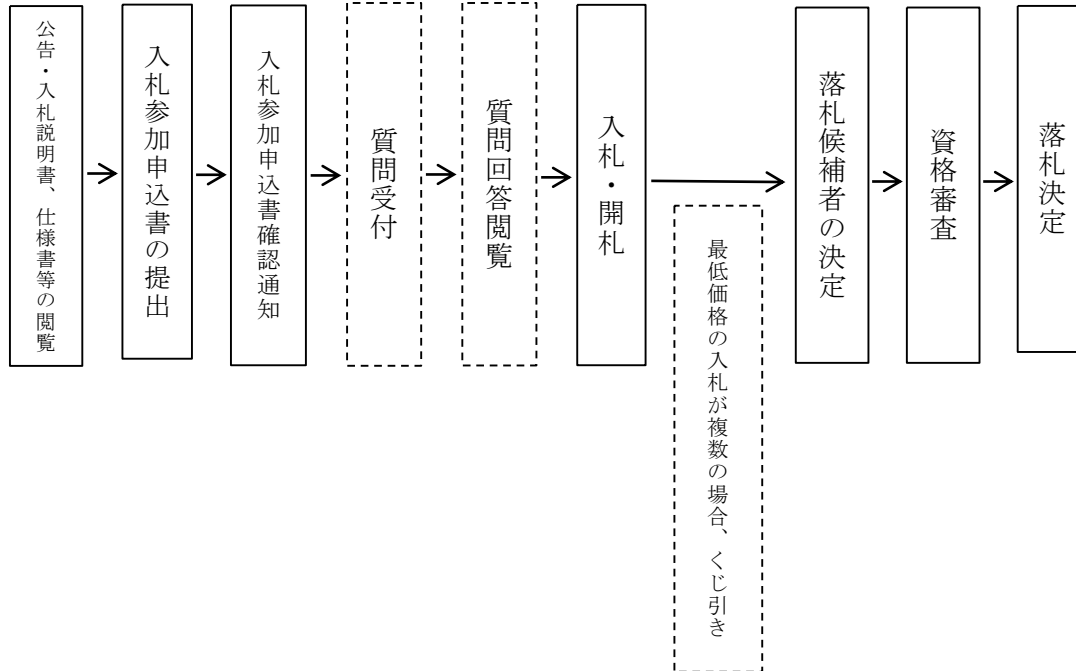 公告・入札説明書、仕様書等の閲覧
入札参加申込書の提出
入札参加申込書確認通知
質問受付
質問回答閲覧
入札・開札
最低価格の入札が複数の場合、くじ引き
落札候補者の決定
資格審査
落札決定